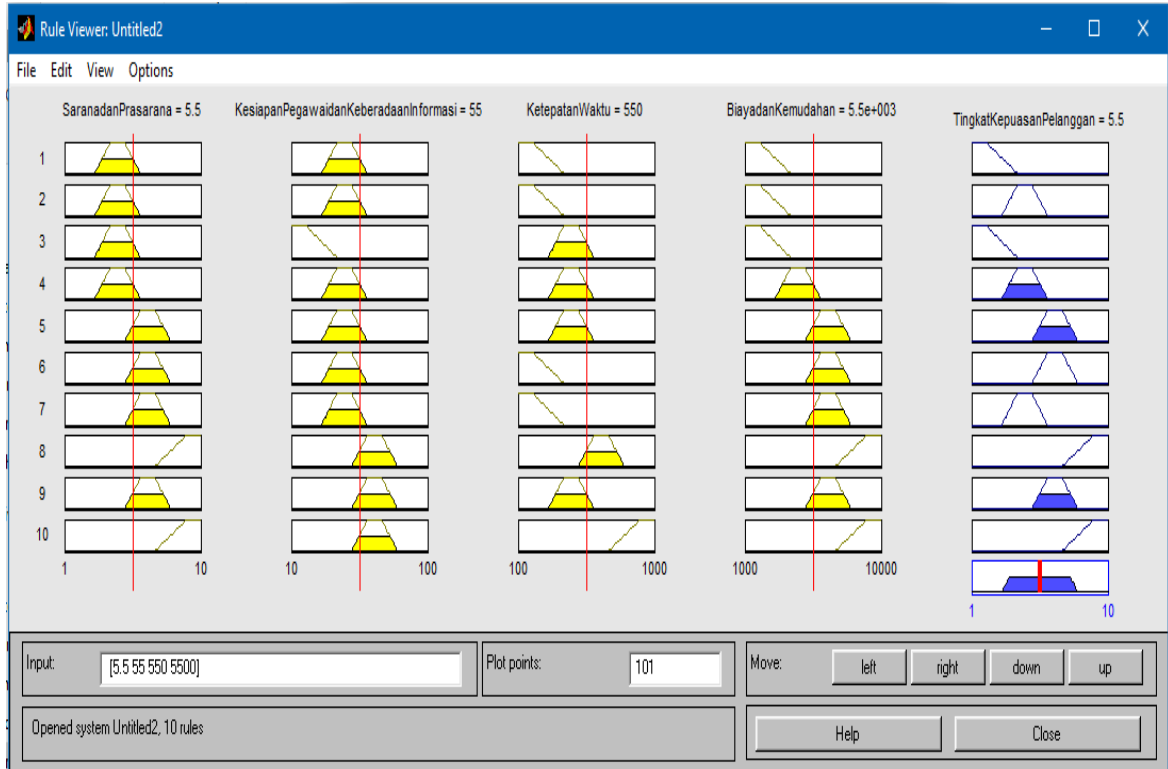 Rule Viewer: Untitled2
File Edit View Options
SaranadanPrasarana = 5.5 KesiapanPegawaidanKeberadaanInformasi = 55 KetepatanWaktu = 550 BiayadanKemudahan = 5.5e+003 TingkatKepuasanPelanggan = 5.5
1
2
3
4
5
6
7
8
9
10
1 10 10 100 100 1000 1000 10000
1 10
Input: [5.5 55 550 5500] Plot points: 101 Move: left right down up
Opened system Untitled2, 10 rules Help Close